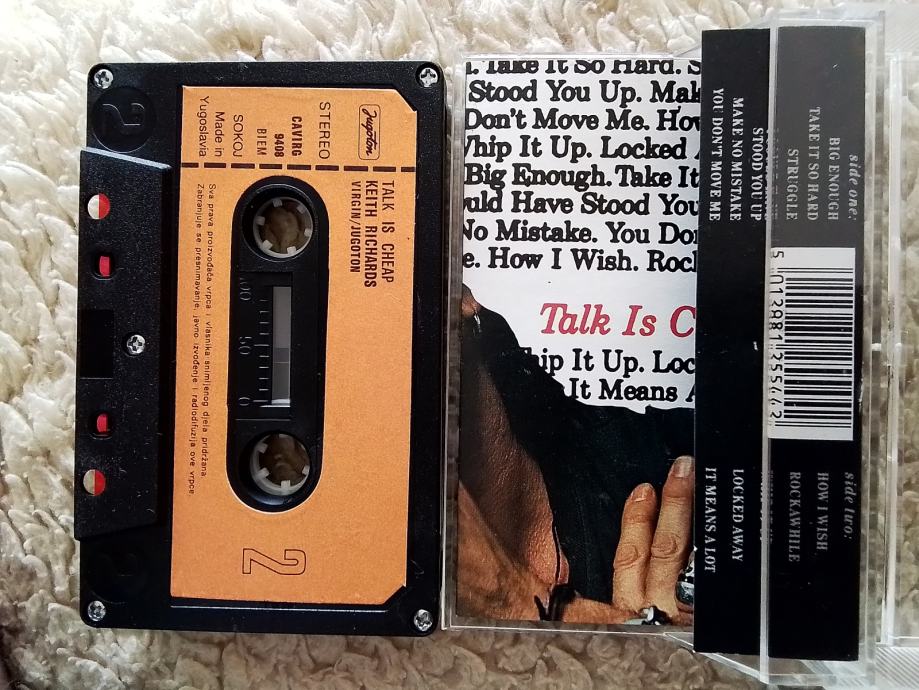 Jugoton
STEREO
CAVIRG
9408
BIEM
SOKOJ
Made in
Yugoslavia
TALK IS CHEAP
KEITH RICHARDS
VIRGIN/JUGOTON
100 50 0
2
Sva prava proizvođača vrpca i vlasnika snimljenog djela pridržana.
Zabranjuje se presnimavanje, javno izvođenje i radiodifuzija ove vrpce.
2
Take It So Hard. S
Stood You Up. Mak
Don't Move Me. How
Whip It Up. Locked
Big Enough. Take It
uld Have Stood You
No Mistake. You Don
e. How I Wish. Rock
Talk Is C
hip It Up. Loc
It Means A
side one:
BIG ENOUGH
TAKE IT SO HARD
STRUGGLE
STOOD YOU UP
MAKE NO MISTAKE
YOU DON'T MOVE ME
5 012981 255442
side two:
HOW I WISH
ROCKAWHILE
LOCKED AWAY
IT MEANS A LOT